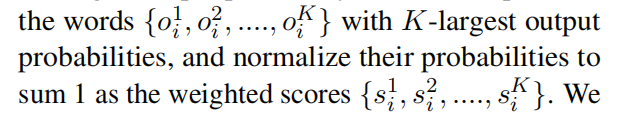 the words {o_i^1, o_i^2, ...., o_i^K} with K-largest output
probabilities, and normalize their probabilities to
sum 1 as the weighted scores {s_i^1, s_i^2, ...., s_i^K}. We